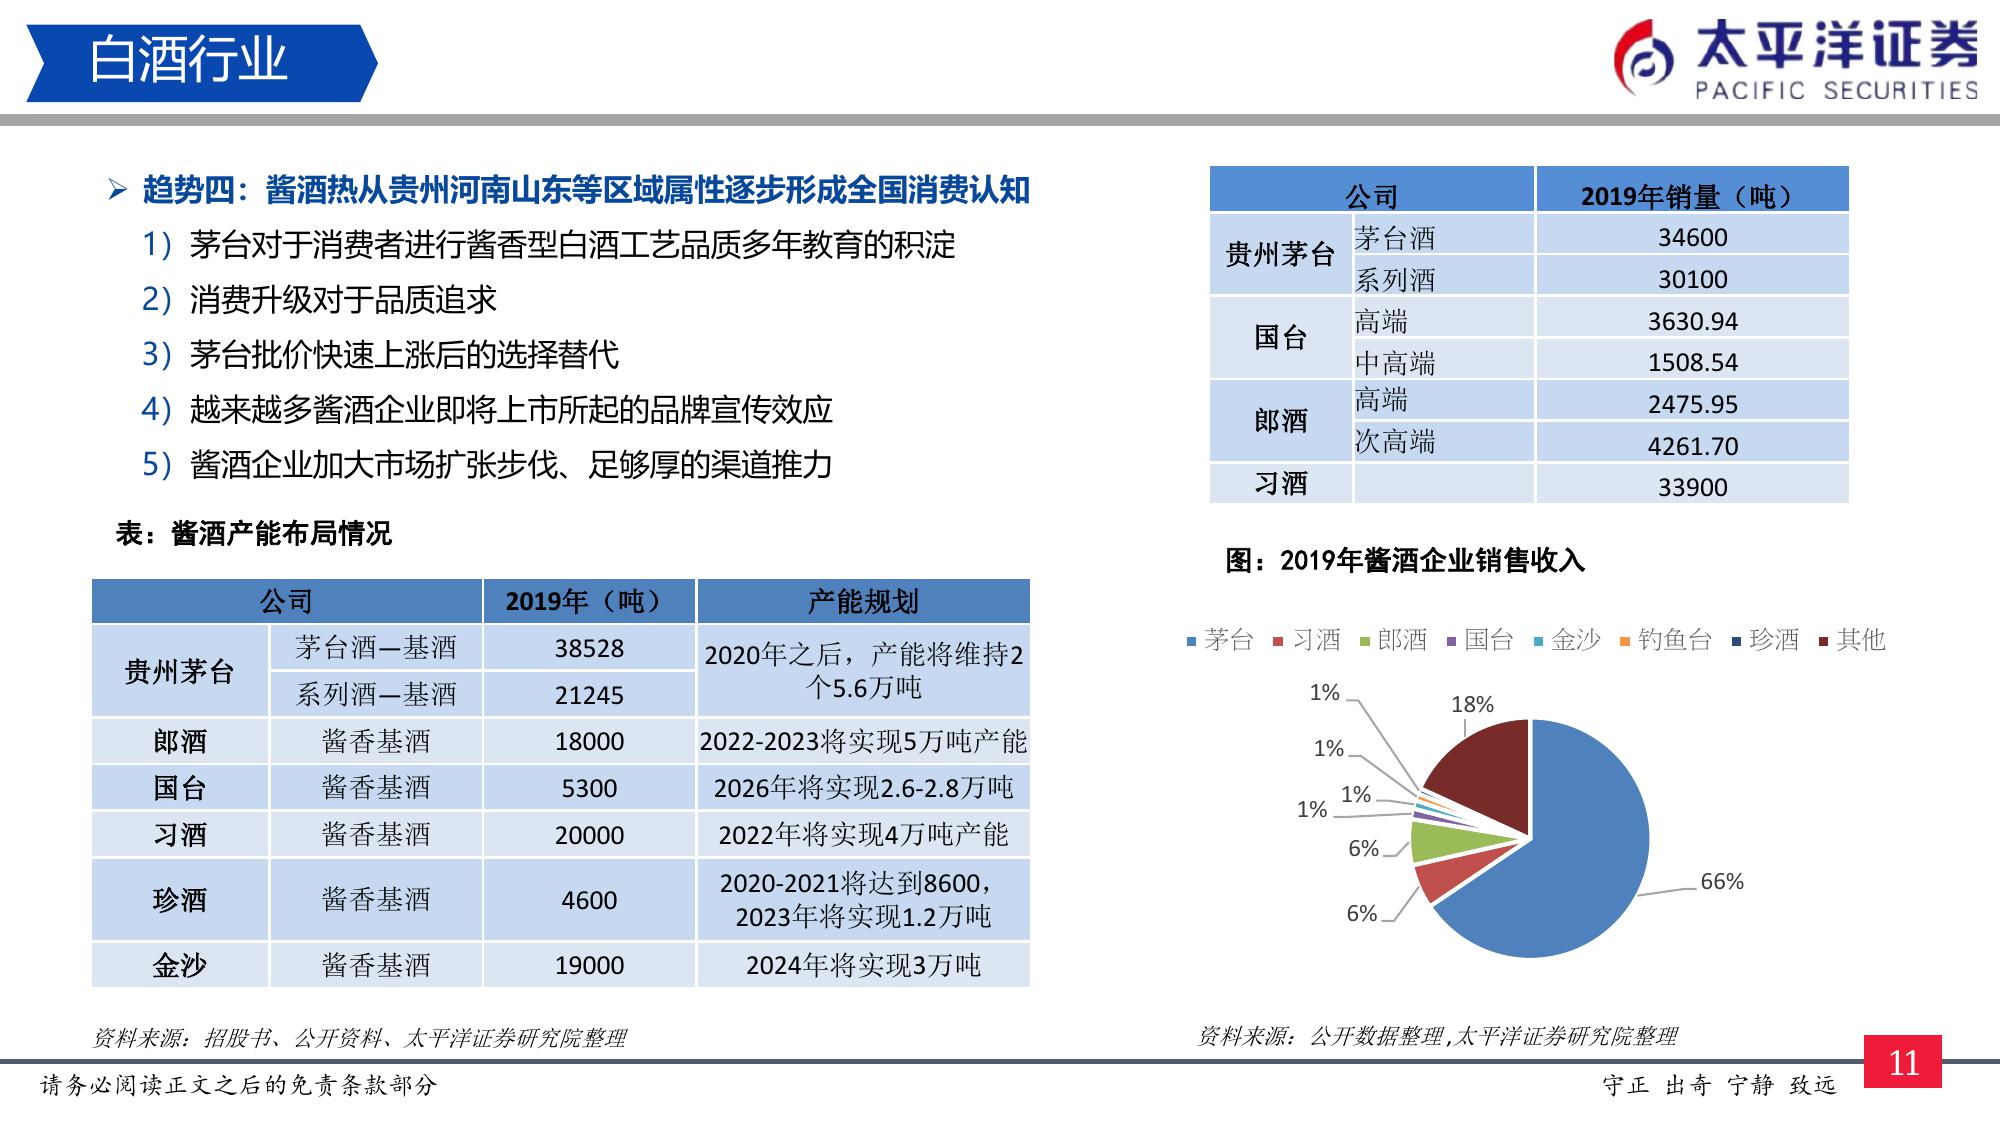 白酒行业
太平洋证券
PACIFIC SECURITIES
➢ 趋势四：酱酒热从贵州河南山东等区域属性逐步形成全国消费认知
1）茅台对于消费者进行酱香型白酒工艺品质多年教育的积淀
2）消费升级对于品质追求
3）茅台批价快速上涨后的选择替代
4）越来越多酱酒企业即将上市所起的品牌宣传效应
5）酱酒企业加大市场扩张步伐、足够厚的渠道推力
表：酱酒产能布局情况
公司 2019年（吨） 产能规划
贵州茅台 茅台酒—基酒 38528 2020年之后，产能将维持2
个5.6万吨
系列酒—基酒 21245
郎酒 酱香基酒 18000 2022-2023将实现5万吨产能
国台 酱香基酒 5300 2026年将实现2.6-2.8万吨
习酒 酱香基酒 20000 2022年将实现4万吨产能
珍酒 酱香基酒 4600 2020-2021将达到8600，
2023年将实现1.2万吨
金沙 酱香基酒 19000 2024年将实现3万吨
资料来源：招股书、公开资料、太平洋证券研究院整理
公司 2019年销量（吨）
贵州茅台 茅台酒 34600
系列酒 30100
国台 高端 3630.94
中高端 1508.54
郎酒 高端 2475.95
次高端 4261.70
习酒 33900
图：2019年酱酒企业销售收入
茅台 习酒 郎酒 国台 金沙 钓鱼台 珍酒 其他
1%
18%
1%
1%
1%
6%
66%
6%
资料来源：公开数据整理,太平洋证券研究院整理
请务必阅读正文之后的免责条款部分
守正 出奇 宁静 致远
11